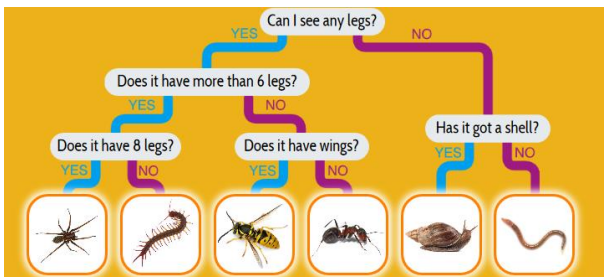 Can I see any legs?
YES
NO
Does it have more than 6 legs?
YES
NO
Has it got a shell?
Does it have 8 legs?
Does it have wings?
YES
NO
YES
NO
YES
NO